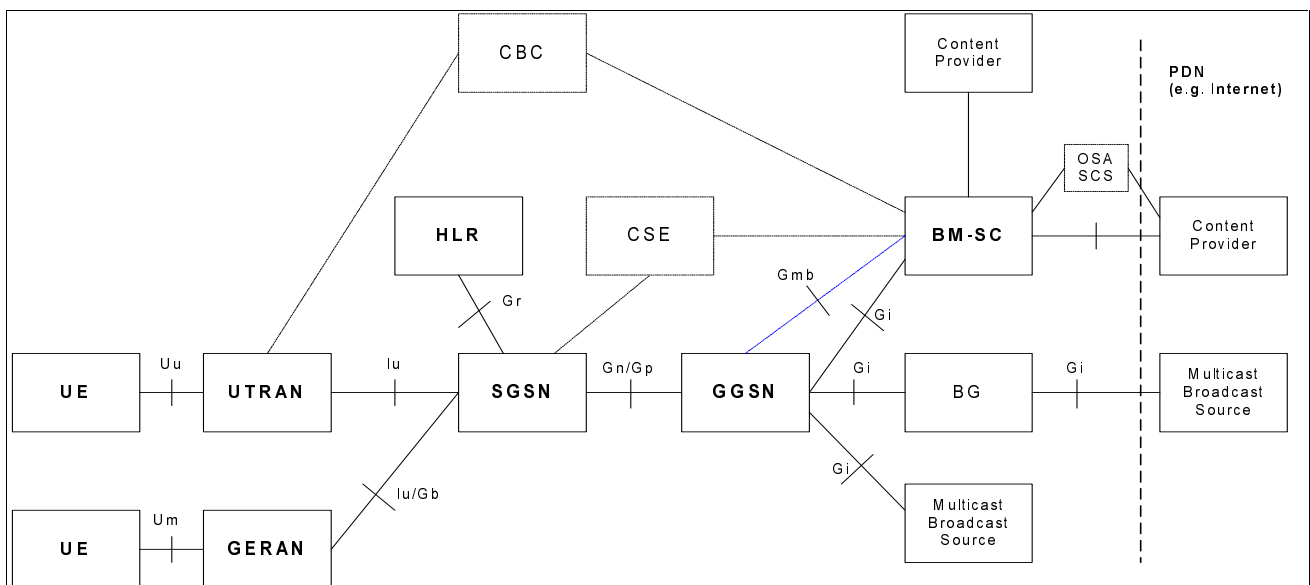 CBC
Content
Provider
PDN
(e.g. Internet)
OSA
SCS
HLR
CSE
BM-SC
Content
Provider
Gmb
Gr
Gi
Uu
Iu
Gn/Gp
Gi
Gi
UE
UTRAN
SGSN
GGSN
BG
Multicast
Broadcast
Source
Gi
Iu/Gb
Um
Multicast
Broadcast
Source
UE
GERAN